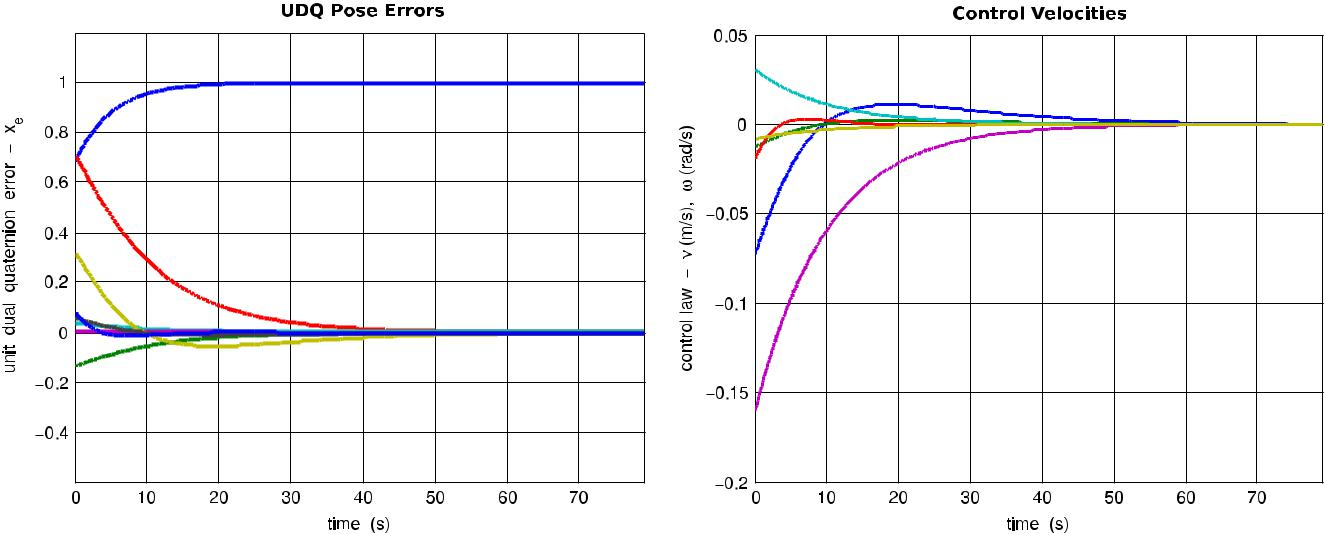 UDQ Pose Errors
unit dual quaternion error – xe
1
0.8
0.6
0.4
0.2
0
−0.2
−0.4
0 10 20 30 40 50 60 70
time (s)
Control Velocities
control law – v (m/s), ω (rad/s)
0.05
0
−0.05
−0.1
−0.15
−0.2
0 10 20 30 40 50 60 70
time (s)